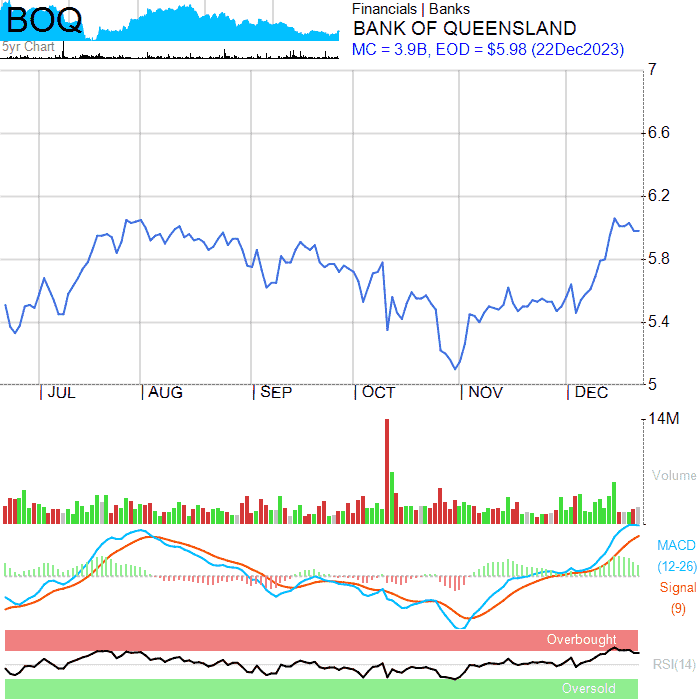 BOQ
5yr Chart
Financials | Banks
BANK OF QUEENSLAND
MC = 3.9B, EOD = $5.98 (22Dec2023)
7
6.6
6.2
5.8
5.4
5
JUL AUG SEP OCT NOV DEC
14M
Volume
MACD
(12-26)
Signal
(9)
Overbought
RSI(14)
Oversold